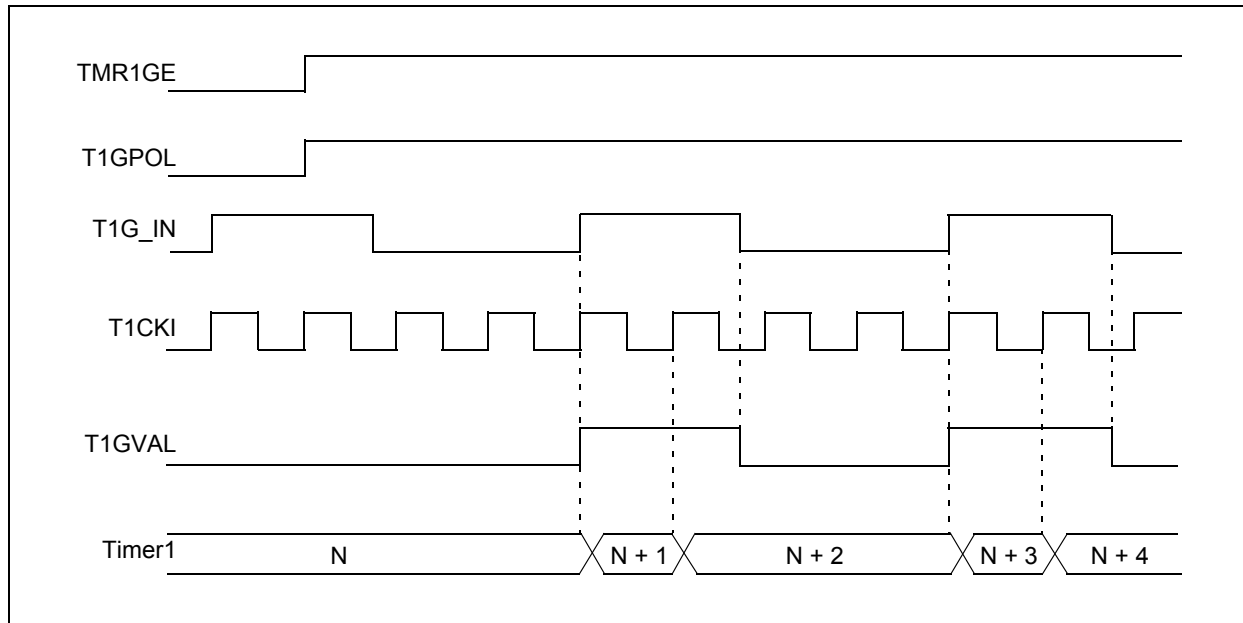 TMR1GE
T1GPOL
T1G_IN
T1CKI
T1GVAL
Timer1
N
N + 1
N + 2
N + 3
N + 4